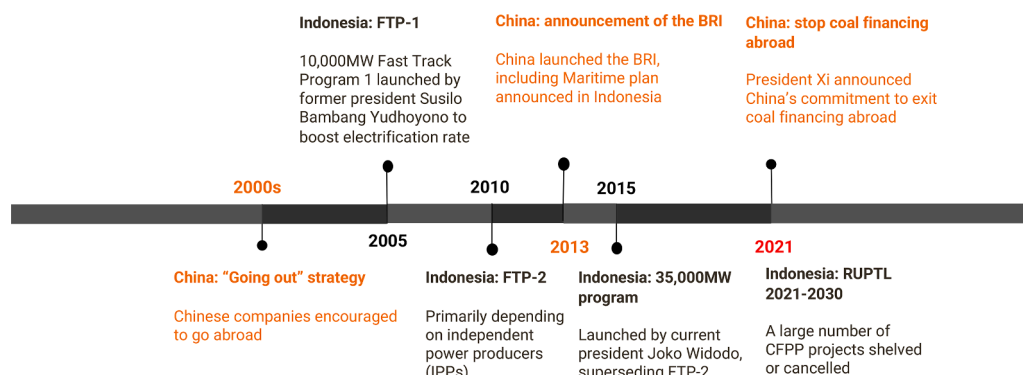 Indonesia: FTP-1
10,000MW Fast Track
Program 1 launched by
former president Susilo
Bambang Yudhoyono to
boost electrification rate
China: announcement of the BRI
China launched the BRI,
including Maritime plan
announced in Indonesia
China: stop coal financing
abroad
President Xi announced
China's commitment to exit
coal financing abroad
2000s
2005
2010
2013
2015
2021
China: “Going out” strategy
Chinese companies encouraged
to go abroad
Indonesia: FTP-2
Primarily depending
on independent
power producers
(IPPs)
Indonesia: 35,000MW
program
Launched by current
president Joko Widodo,
superseding FTP-2
Indonesia: RUPTL
2021-2030
A large number of
CFPP projects shelved
or cancelled